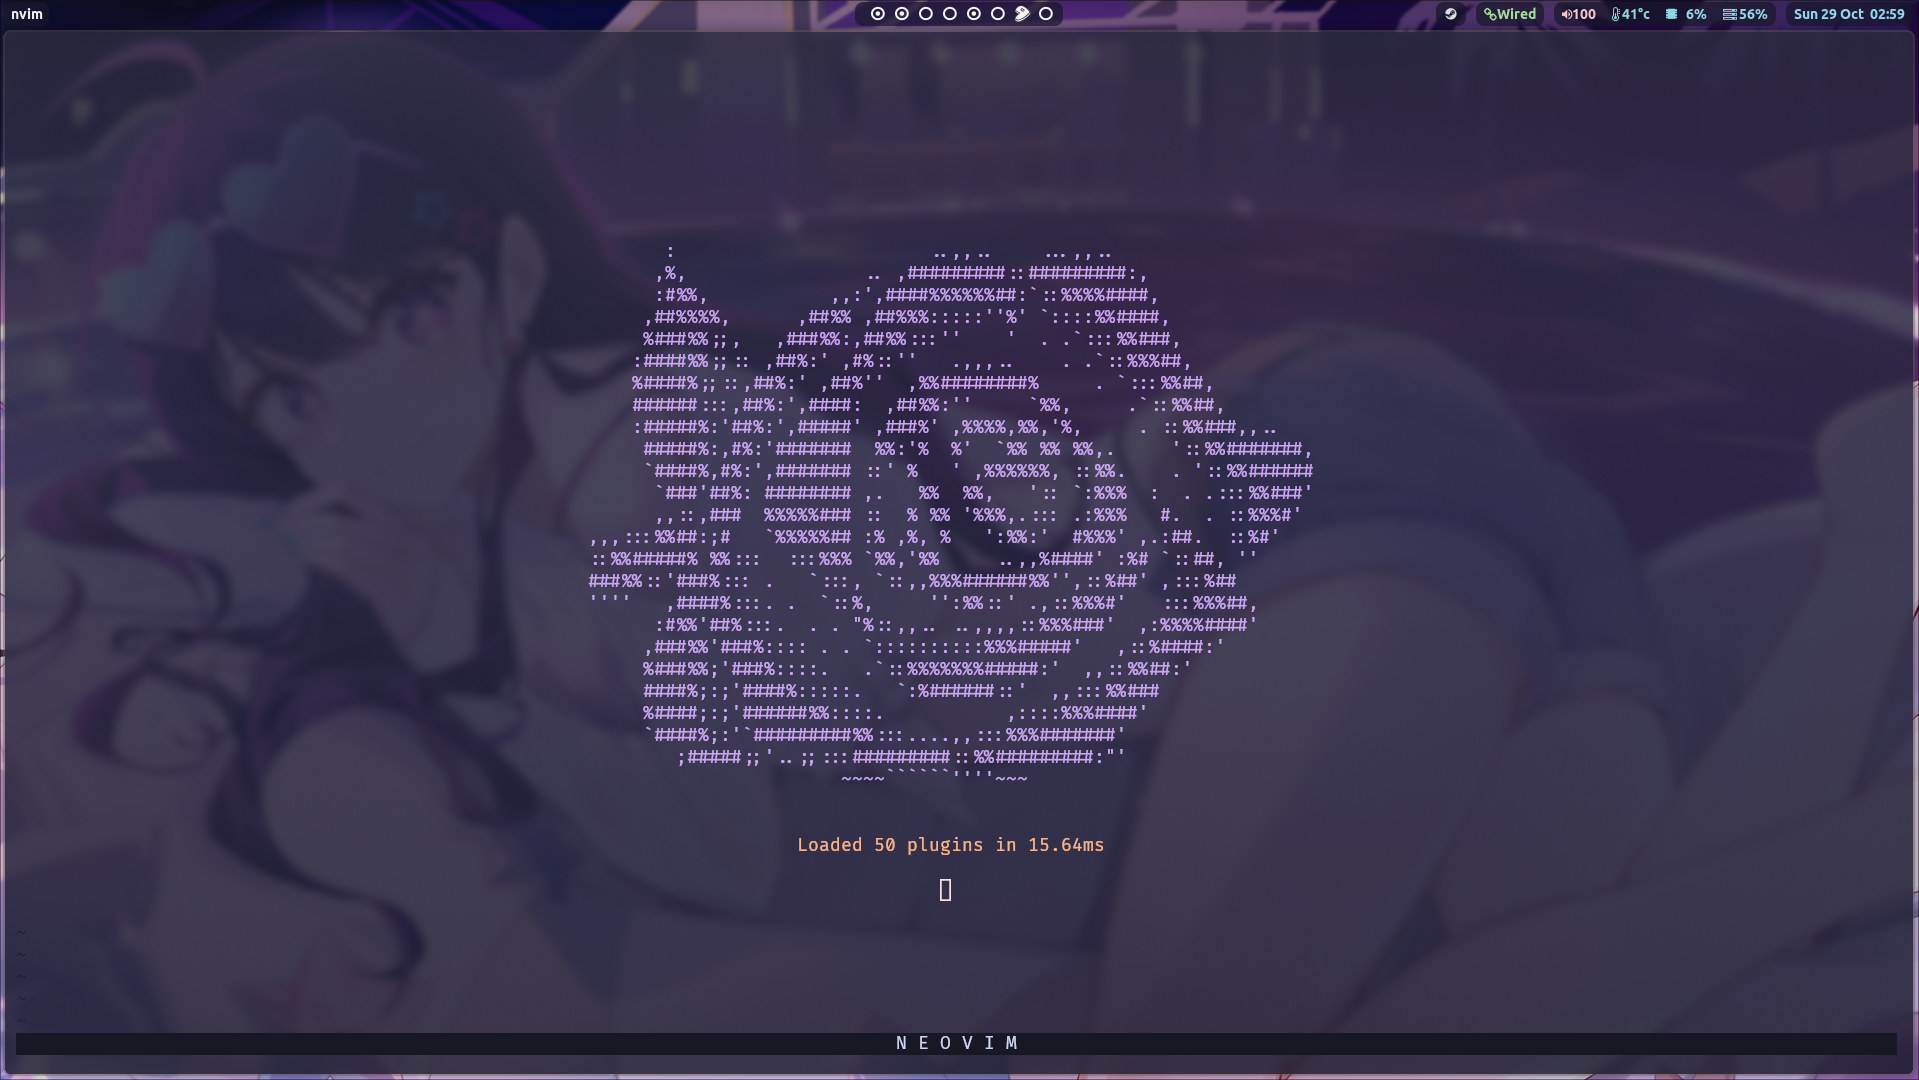 nvim
Wired
100
41°c
6%
56%
Sun 29 Oct 02:59
Loaded 50 plugins in 15.64ms
N E O V I M